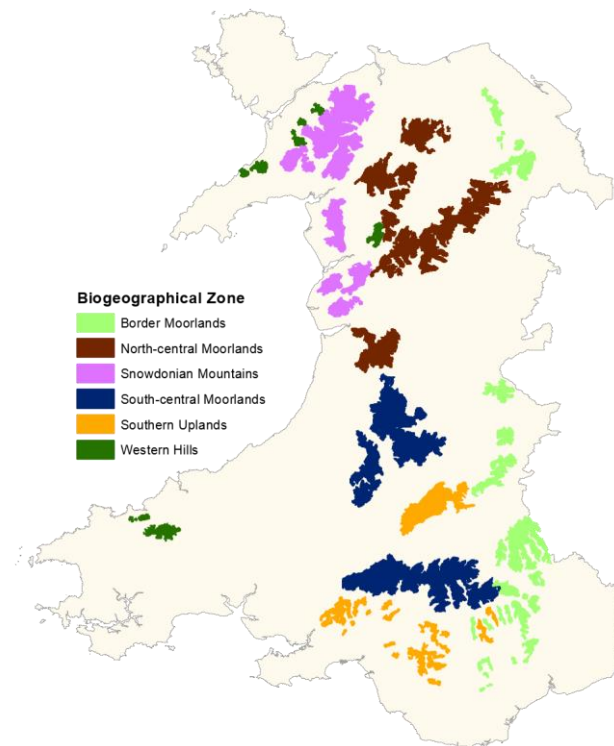 Biogeographical Zone
Border Moorlands
North-central Moorlands
Snowdonian Mountains
South-central Moorlands
Southern Uplands
Western Hills